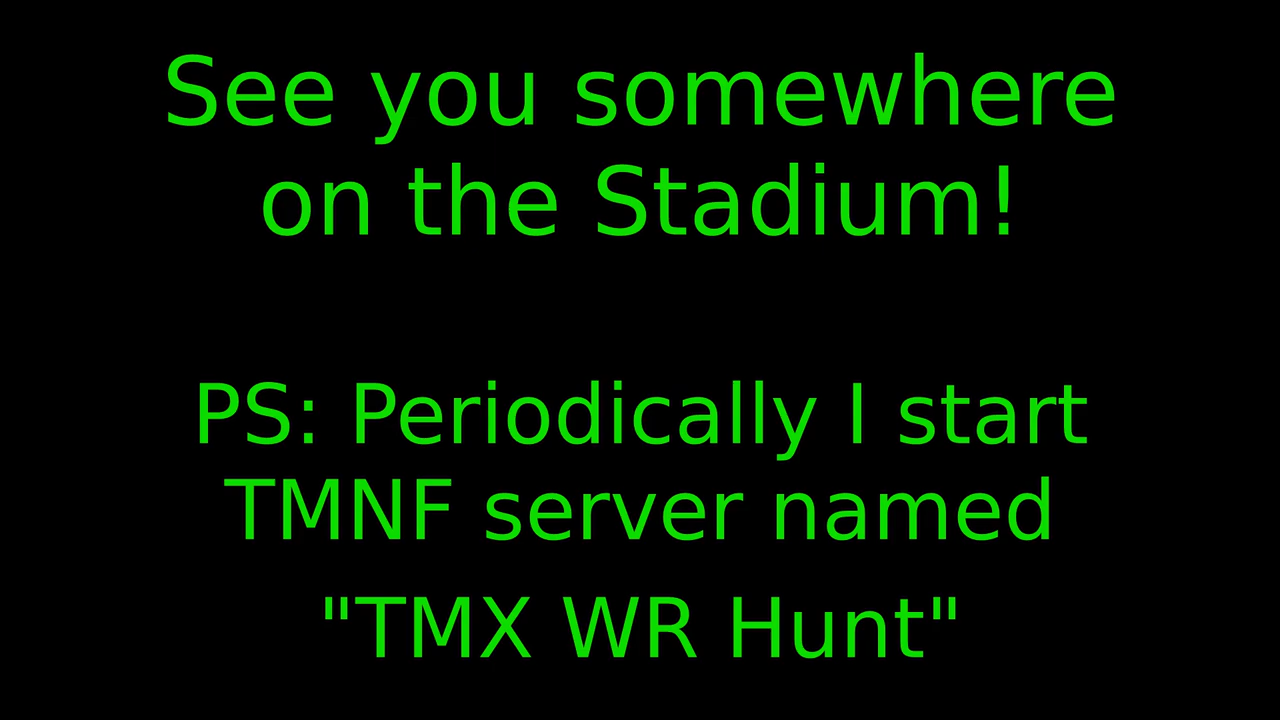 See you somewhere
on the Stadium!
PS: Periodically I start
TMNF server named
"TMX WR Hunt"